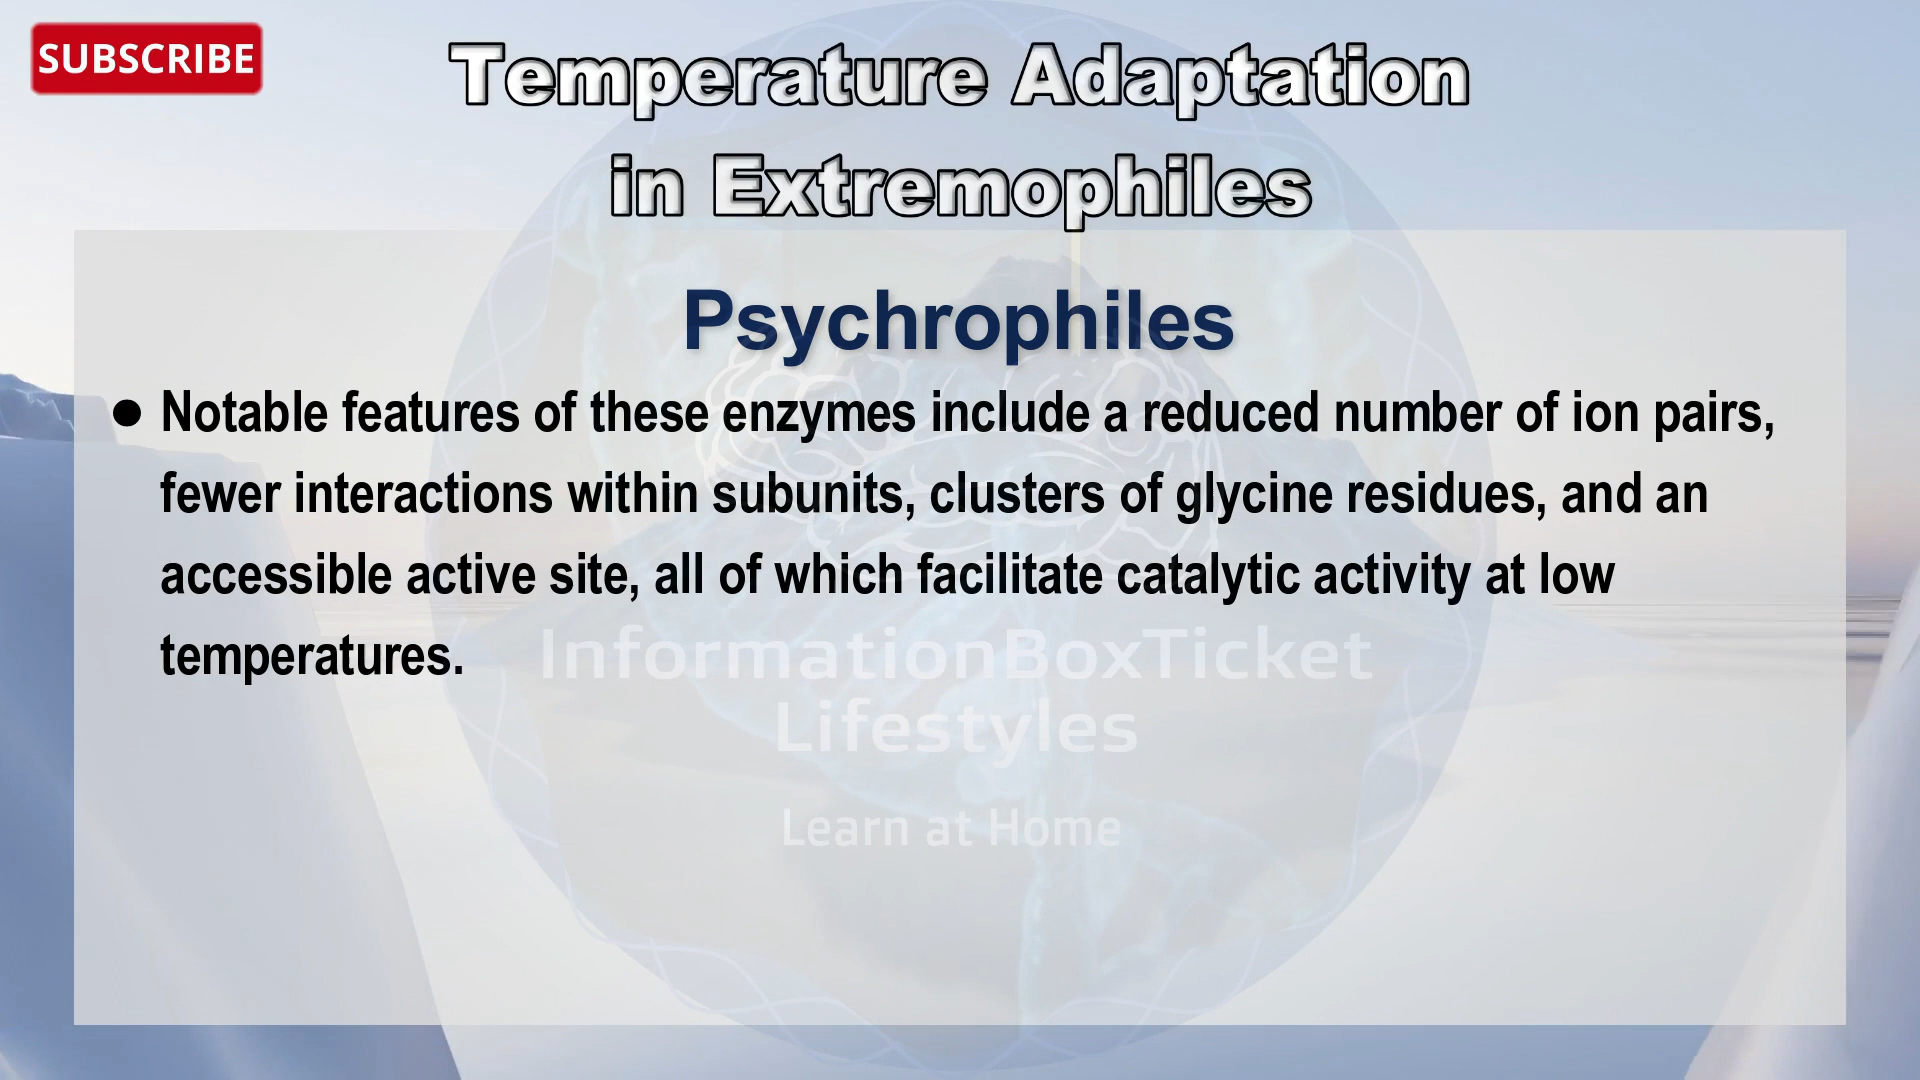 SUBSCRIBE
Temperature Adaptation
in Extremophiles
Psychrophiles
● Notable features of these enzymes include a reduced number of ion pairs,
fewer interactions within subunits, clusters of glycine residues, and an
accessible active site, all of which facilitate catalytic activity at low
temperatures.
InformationBoxTicket
Lifestyles
Learn at Home